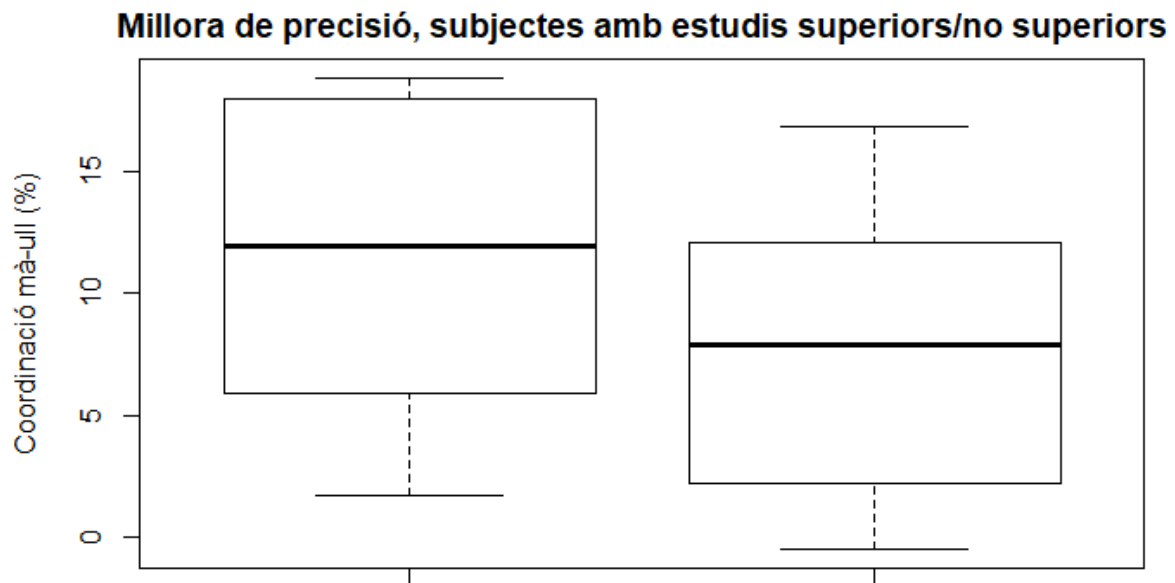 Millora de precisió, subjectes amb estudis superiors/no superiors
Coordinació mà-ull (%)
15
10
5
0